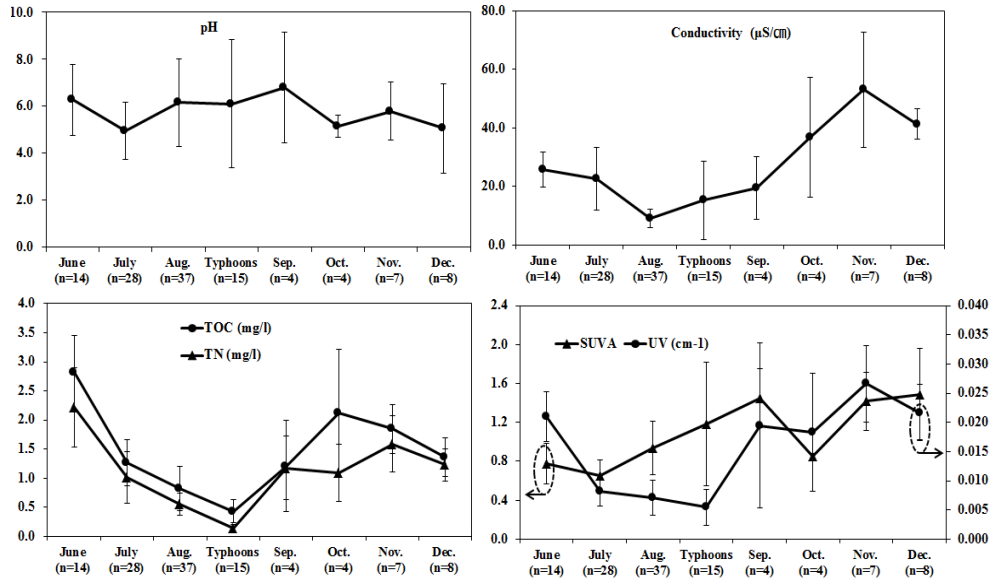 pH
10.0
8.0
6.0
4.0
2.0
0.0
June July Aug. Typhoons Sep. Oct. Nov. Dec.
(n=14) (n=28) (n=37) (n=15) (n=4) (n=4) (n=7) (n=8)
Conductivity (μS/㎝)
80.0
60.0
40.0
20.0
0.0
June July Aug. Typhoons Sep. Oct. Nov. Dec.
(n=14) (n=28) (n=37) (n=15) (n=4) (n=4) (n=7) (n=8)
TOC (mg/l)
TN (mg/l)
4.0
3.5
3.0
2.5
2.0
1.5
1.0
0.5
0.0
June July Aug. Typhoons Sep. Oct. Nov. Dec.
(n=14) (n=28) (n=37) (n=15) (n=4) (n=4) (n=7) (n=8)
SUVA UV (cm-1)
2.4
2.0
1.6
1.2
0.8
0.4
0.0
0.040
0.035
0.030
0.025
0.020
0.015
0.010
0.005
0.000
June July Aug. Typhoons Sep. Oct. Nov. Dec.
(n=14) (n=28) (n=37) (n=15) (n=4) (n=4) (n=7) (n=8)